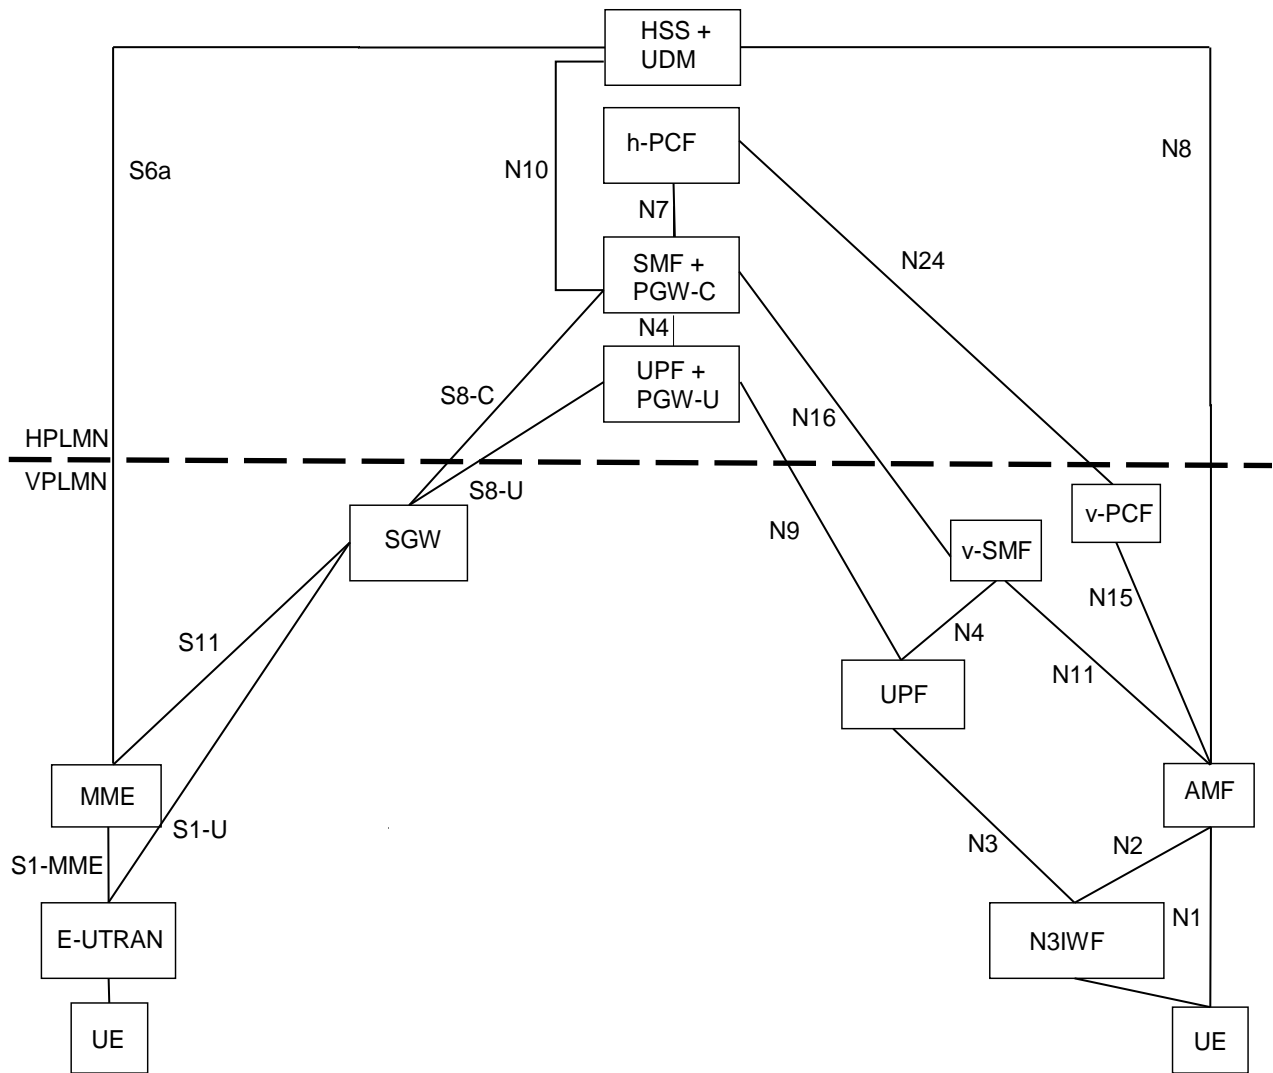 HSS +
UDM
h-PCF
S6a
N10
N8
N7
N24
SMF +
PGW-C
N4
UPF +
PGW-U
S8-C
N16
HPLMN
VPLMN
S8-U
v-PCF
SGW
N9
v-SMF
N15
S11
N4
N11
UPF
MME
AMF
S1-U
S1-MME
N3
N2
N1
E-UTRAN
N3IWF
UE
UE